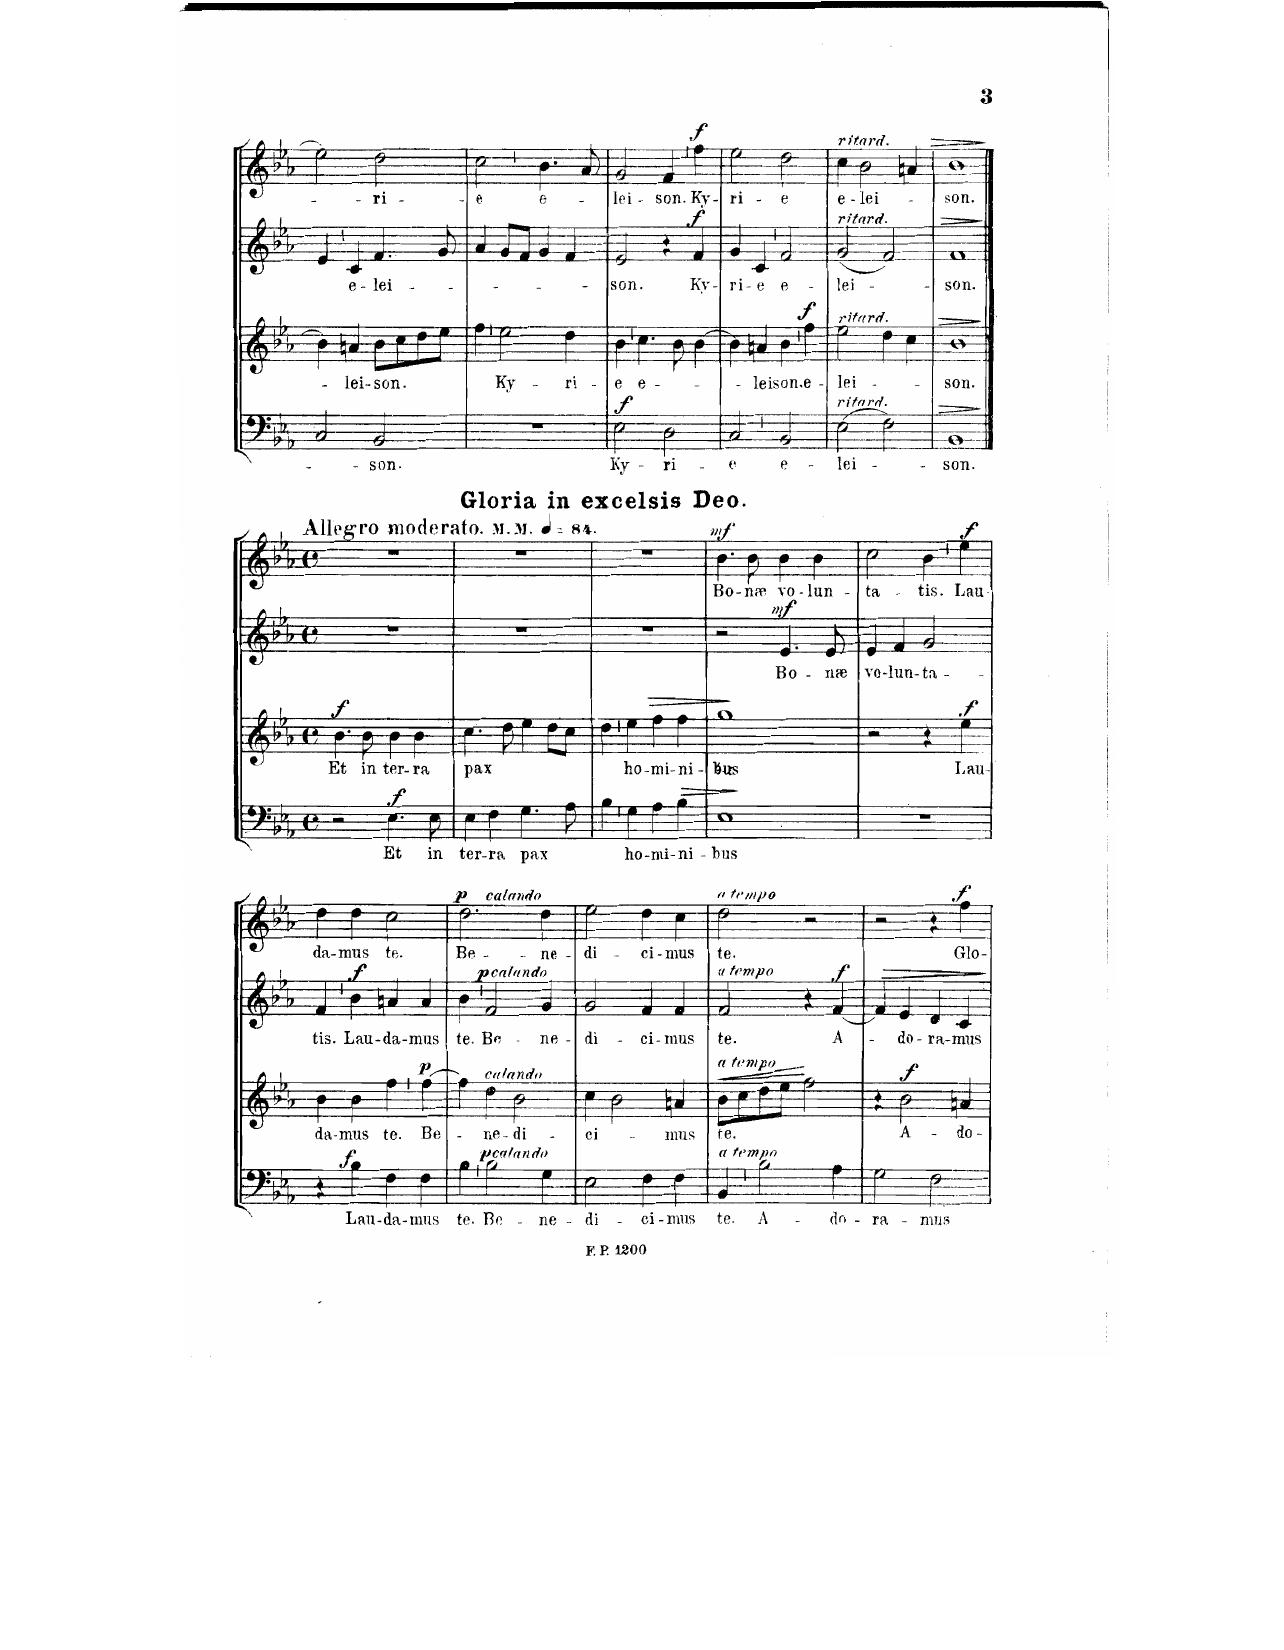 3
f
ritard.
- - ri - - e e - - lei - son. Ky- ri - e e - lei - son.
f
ritard.
e - lei - - - - - son. Ky- ri - e e - lei - - son.
f
ritard.
- lei - son. Ky - ri - e e - - - leison. e - lei - - son.
f
ritard.
- - son. Ky - ri - e e - lei - - son.
Gloria in excelsis Deo.
Allegro moderato. M. M. ♩ = 84.
mf
f
Bo - næ vo - lun - ta - tis. Lau-
mf
Bo - næ vo-lun-ta - -
f
f
Et in ter-ra pax ho-mi-ni-bus Lau-
f
Et in ter-ra pax ho-mi-ni - bus
p calando
a tempo
f
da-mus te. Be - - ne - di - ci-mus te. Glo-
f
p calando
a tempo
f
tis. Lau-da-mus te. Be - ne - di - ci-mus te. A - do - ra-mus
p
calando
a tempo
f
da-mus te. Be - ne-di - ci - mus te. A - do-
f
p calando
a tempo
Lau-da-mus te. Be - ne - di - ci-mus te. A - do - ra - mus
F. P. 1200